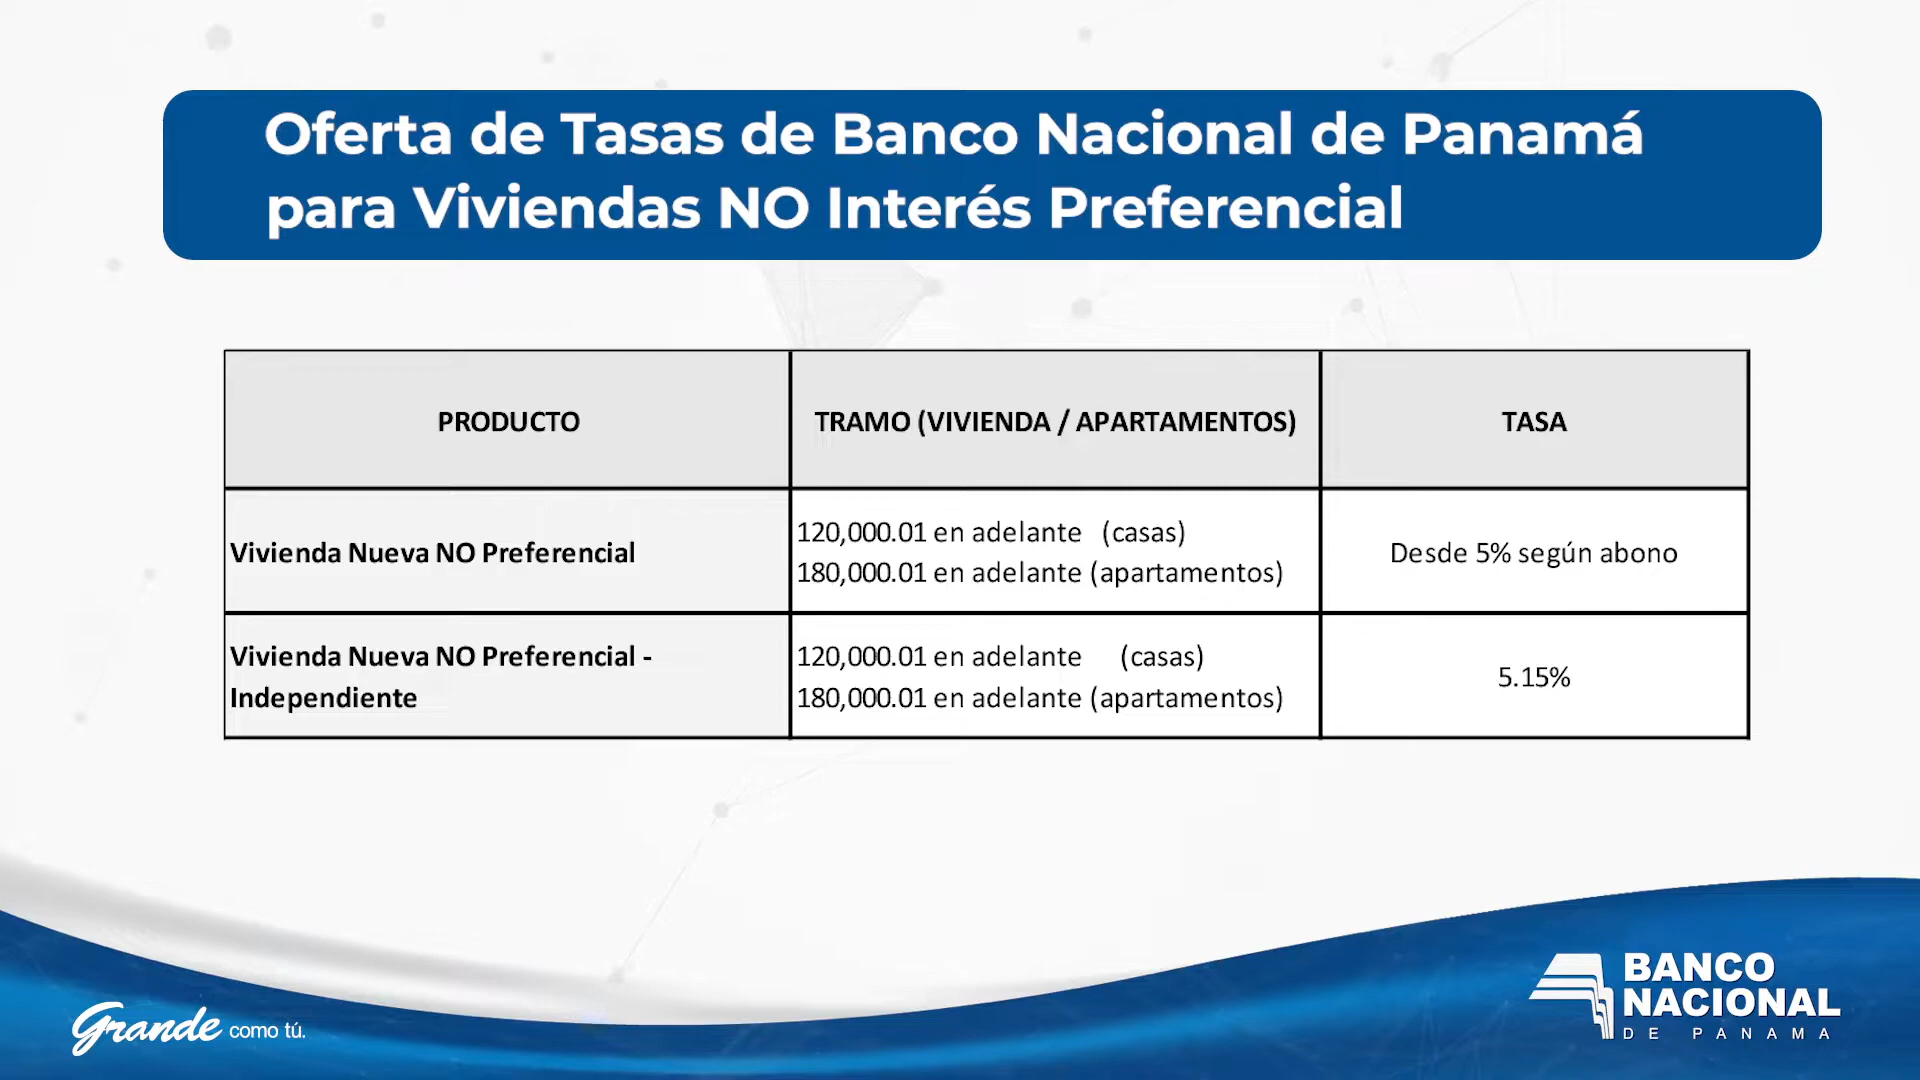 Oferta de Tasas de Banco Nacional de Panamá
para Viviendas NO Interés Preferencial
PRODUCTO
TRAMO (VIVIENDA / APARTAMENTOS)
TASA
Vivienda Nueva NO Preferencial
120,000.01 en adelante (casas)
180,000.01 en adelante (apartamentos)
Desde 5% según abono
Vivienda Nueva NO Preferencial -
Independiente
120,000.01 en adelante (casas)
180,000.01 en adelante (apartamentos)
5.15%
Grande como tú.
BANCO
NACIONAL
DE PANAMA